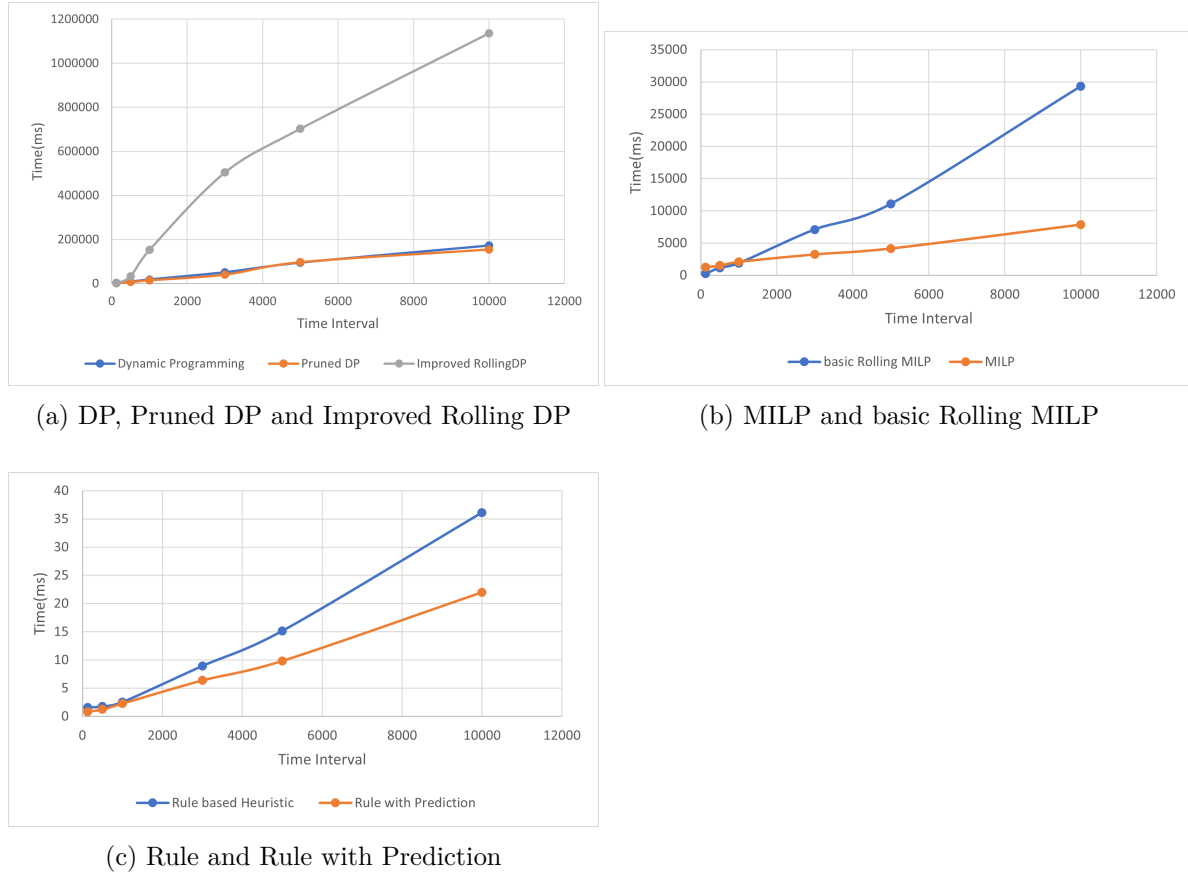 1200000
1000000
800000
600000
400000
200000
0
Time(ms)
0 2000 4000 6000 8000 10000 12000
Time Interval
Dynamic Programming Pruned DP Improved RollingDP
(a) DP, Pruned DP and Improved Rolling DP
35000
30000
25000
20000
15000
10000
5000
0
Time(ms)
0 2000 4000 6000 8000 10000 12000
Time Interval
basic Rolling MILP MILP
(b) MILP and basic Rolling MILP
40
35
30
25
20
15
10
5
0
Time(ms)
0 2000 4000 6000 8000 10000 12000
Time Interval
Rule based Heuristic Rule with Prediction
(c) Rule and Rule with Prediction